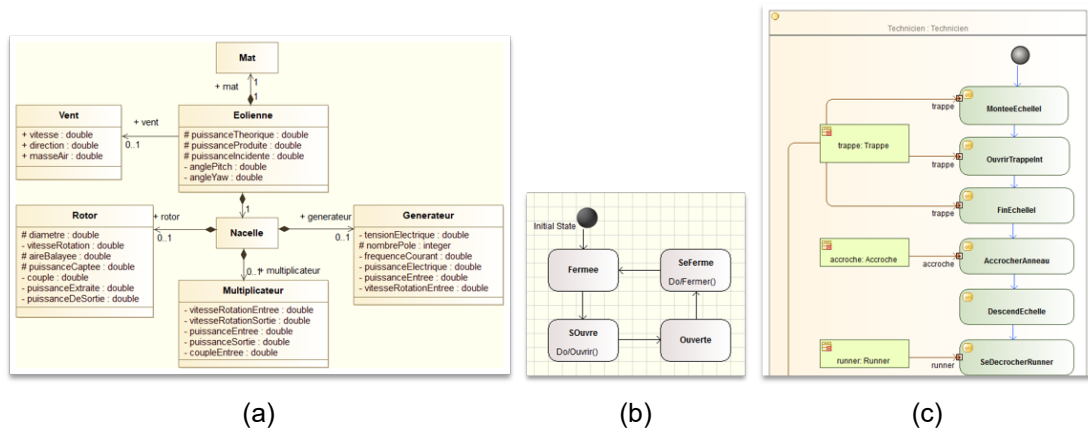 Mat
+ mat
1
1
Vent
+ vitesse : double
+ direction : double
+ masseAir : double
+ vent
0..1
Eolienne
# puissanceTheorique : double
# puissanceProduite : double
# puissanceIncidente : double
- anglePitch : double
- angleYaw : double
1
Rotor
# diametre : double
- vitesseRotation : double
# aireBalayee : double
# puissanceCaptee : double
- couple : double
- puissanceExtraite : double
- puissanceDeSortie : double
+ rotor
0..1
Nacelle
+ generateur
0..1
Generateur
- tensionElectrique : double
# nombrePole : integer
- frequenceCourant : double
- puissanceElectrique : double
- puissanceEntree : double
- vitesseRotationEntree : double
0..1
+ multiplicateur
Multiplicateur
- vitesseRotationEntree : double
- vitesseRotationSortie : double
- puissanceEntree : double
- puissanceSortie : double
- coupleEntree : double
(a)
Initial State
Fermee
SeFerme
Do/Fermer()
SOuvre
Do/Ouvrir()
Ouverte
(b)
Technicien : Technicien
MonteeEchelleI
trappe
trappe: Trappe
OuvrirTrappeInt
trappe
FinEchelleI
trappe
accroche: Accroche
AccrocherAnneau
accroche
DescendEchelle
runner: Runner
SeDecrocherRunner
runner
(c)